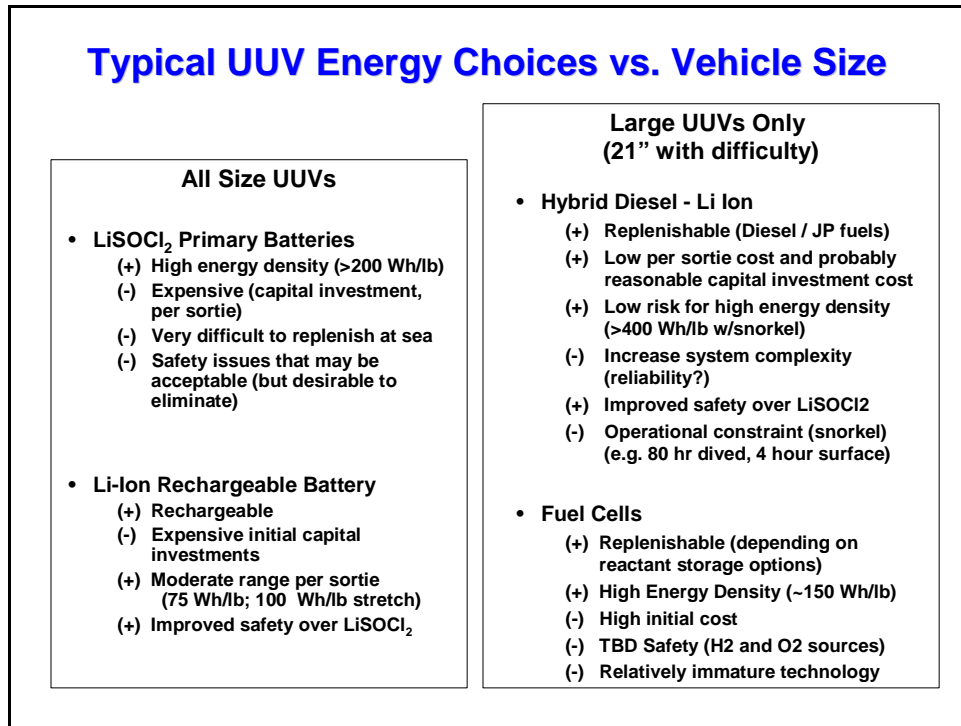 Typical UUV Energy Choices vs. Vehicle Size
All Size UUVs
• LiSOCl₂ Primary Batteries
(+) High energy density (>200 Wh/lb)
(-) Expensive (capital investment,
per sortie)
(-) Very difficult to replenish at sea
(-) Safety issues that may be
acceptable (but desirable to
eliminate)
• Li-Ion Rechargeable Battery
(+) Rechargeable
(-) Expensive initial capital
investments
(+) Moderate range per sortie
(75 Wh/lb; 100 Wh/lb stretch)
(+) Improved safety over LiSOCl₂
Large UUVs Only
(21” with difficulty)
• Hybrid Diesel - Li Ion
(+) Replenishable (Diesel / JP fuels)
(+) Low per sortie cost and probably
reasonable capital investment cost
(+) Low risk for high energy density
(>400 Wh/lb w/snorkel)
(-) Increase system complexity
(reliability?)
(+) Improved safety over LiSOCl2
(-) Operational constraint (snorkel)
(e.g. 80 hr dived, 4 hour surface)
• Fuel Cells
(+) Replenishable (depending on
reactant storage options)
(+) High Energy Density (~150 Wh/lb)
(-) High initial cost
(-) TBD Safety (H2 and O2 sources)
(-) Relatively immature technology